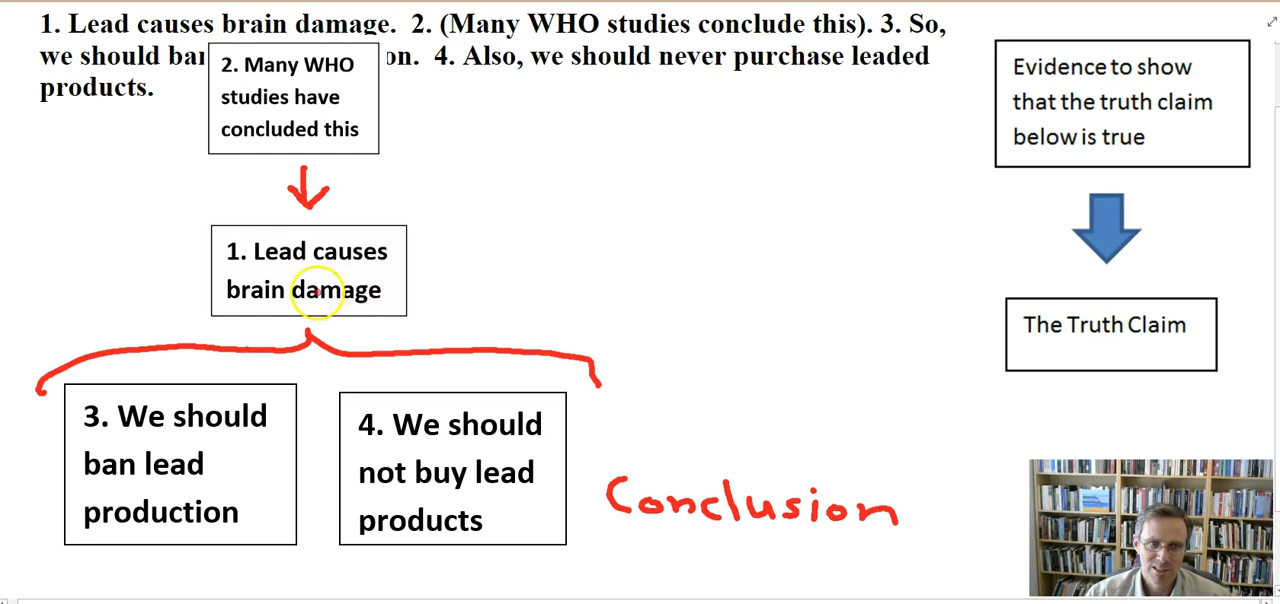 1. Lead causes brain damage. 2. (Many WHO studies conclude this). 3. So,
we should ban on. 4. Also, we should never purchase leaded
products.
2. Many WHO
studies have
concluded this
1. Lead causes
brain damage
3. We should
ban lead
production
4. We should
not buy lead
products
Conclusion
Evidence to show
that the truth claim
below is true
The Truth Claim